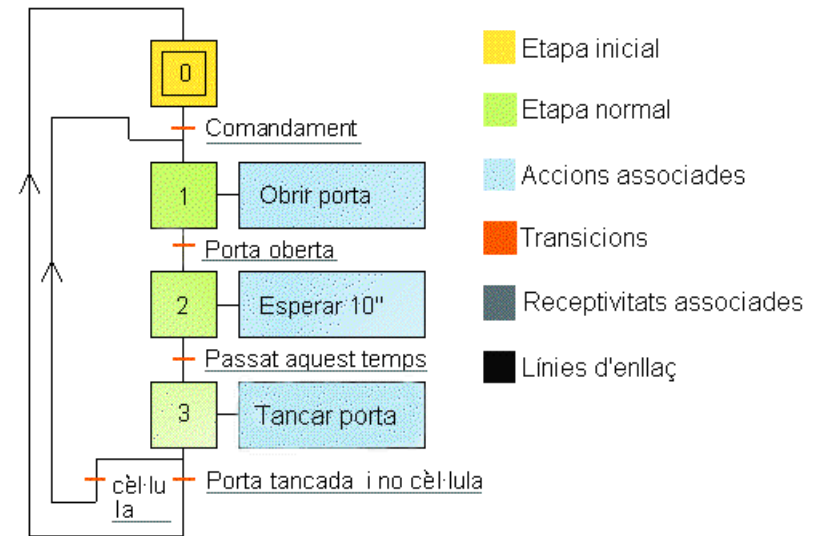 0
Comandament
1
Obrir porta
Porta oberta
2
Esperar 10"
Passat aquest temps
3
Tancar porta
cèl·lu
la
Porta tancada i no cèl·lula
Etapa inicial
Etapa normal
Accions associades
Transicions
Receptivitats associades
Línies d'enllaç